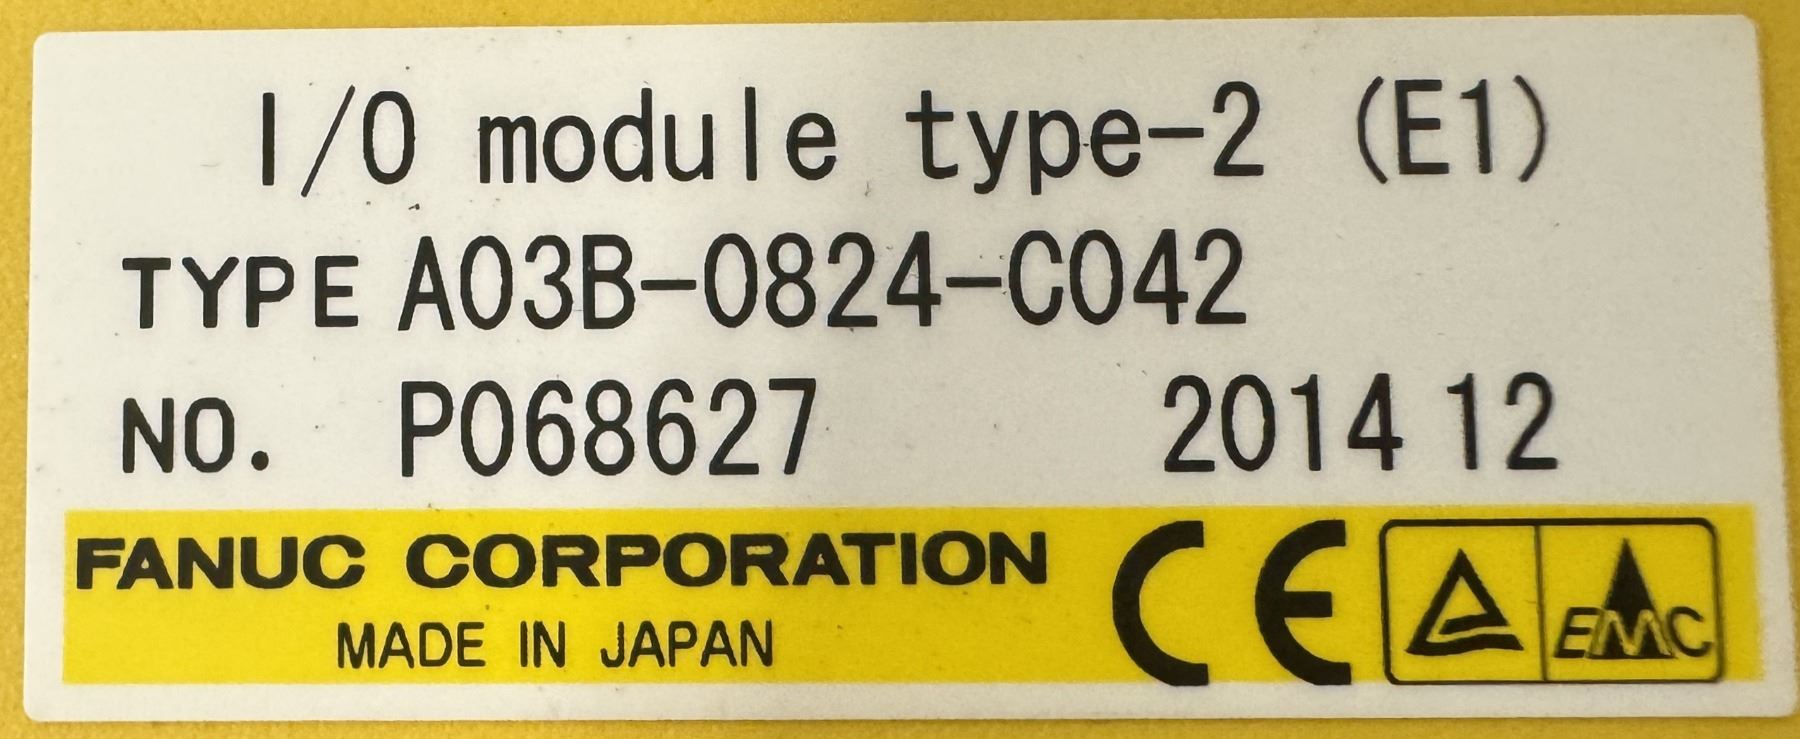 I/O module type-2 (E1)
TYPE A03B-0824-C042
NO. P068627 2014 12
FANUC CORPORATION
MADE IN JAPAN
CE
EMC